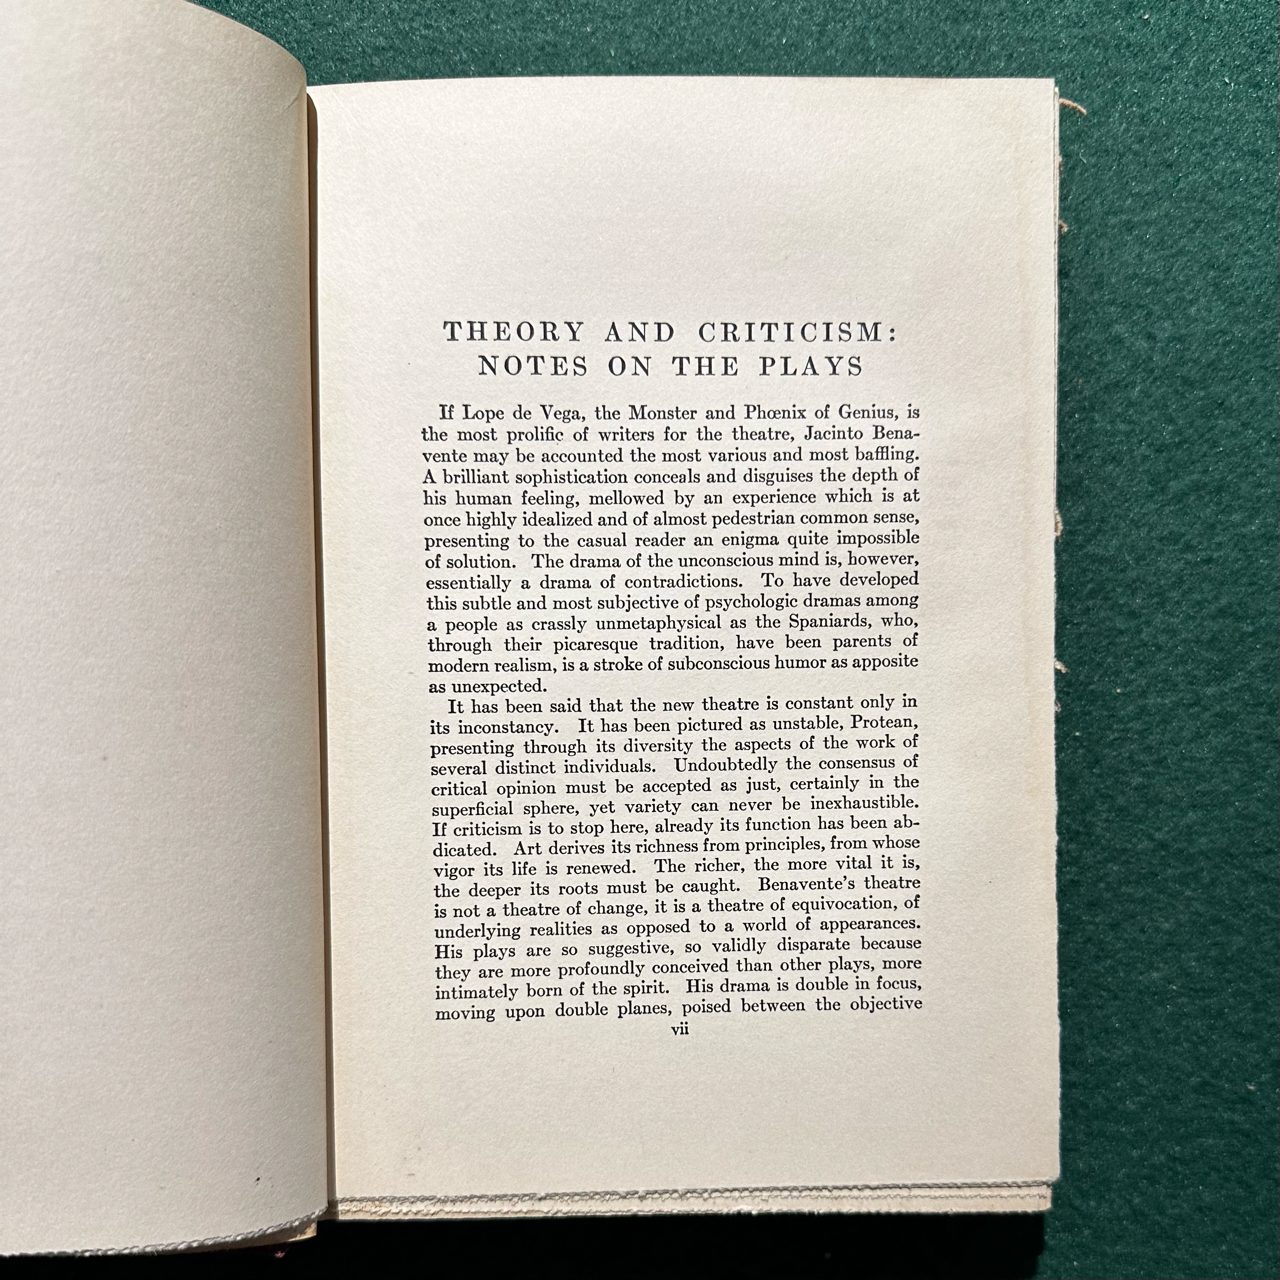 THEORY AND CRITICISM:
NOTES ON THE PLAYS
If Lope de Vega, the Monster and Phœnix of Genius, is
the most prolific of writers for the theatre, Jacinto Bena-
vente may be accounted the most various and most baffling.
A brilliant sophistication conceals and disguises the depth of
his human feeling, mellowed by an experience which is at
once highly idealized and of almost pedestrian common sense,
presenting to the casual reader an enigma quite impossible
of solution. The drama of the unconscious mind is, however,
essentially a drama of contradictions. To have developed
this subtle and most subjective of psychologic dramas among
a people as crassly unmetaphysical as the Spaniards, who,
through their picaresque tradition, have been parents of
modern realism, is a stroke of subconscious humor as apposite
as unexpected.
It has been said that the new theatre is constant only in
its inconstancy. It has been pictured as unstable, Protean,
presenting through its diversity the aspects of the work of
several distinct individuals. Undoubtedly the consensus of
critical opinion must be accepted as just, certainly in the
superficial sphere, yet variety can never be inexhaustible.
If criticism is to stop here, already its function has been ab-
dicated. Art derives its richness from principles, from whose
vigor its life is renewed. The richer, the more vital it is,
the deeper its roots must be caught. Benavente's theatre
is not a theatre of change, it is a theatre of equivocation, of
underlying realities as opposed to a world of appearances.
His plays are so suggestive, so validly disparate because
they are more profoundly conceived than other plays, more
intimately born of the spirit. His drama is double in focus,
moving upon double planes, poised between the objective
vii